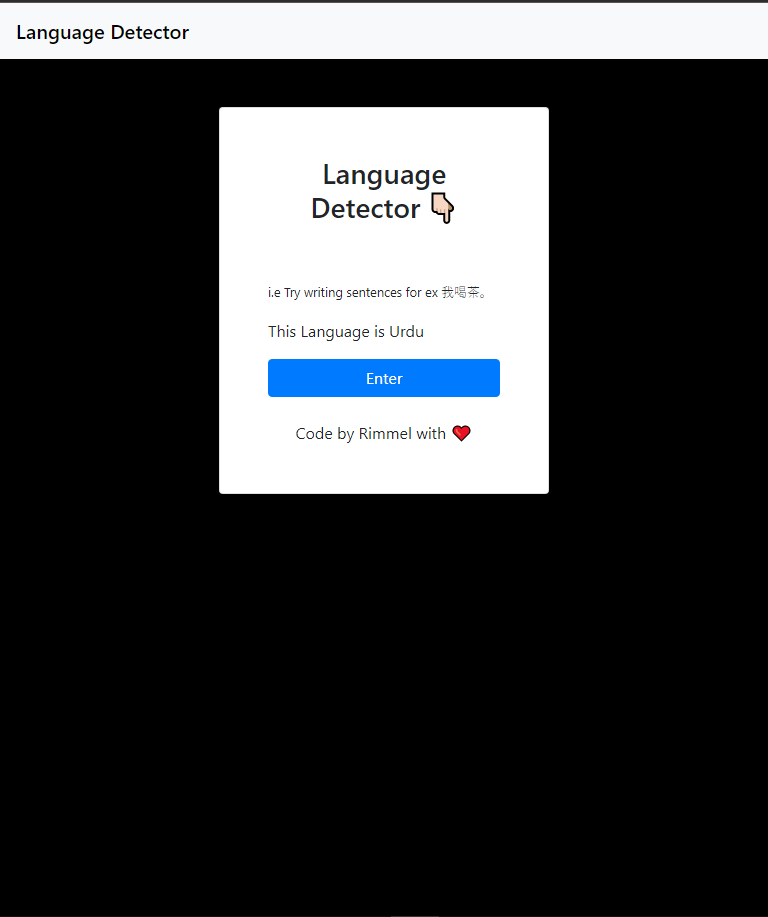 Language Detector
Language
Detector 👇🏻
i.e Try writing sentences for ex 我喝茶。
This Language is Urdu
Enter
Code by Rimmel with ❤️